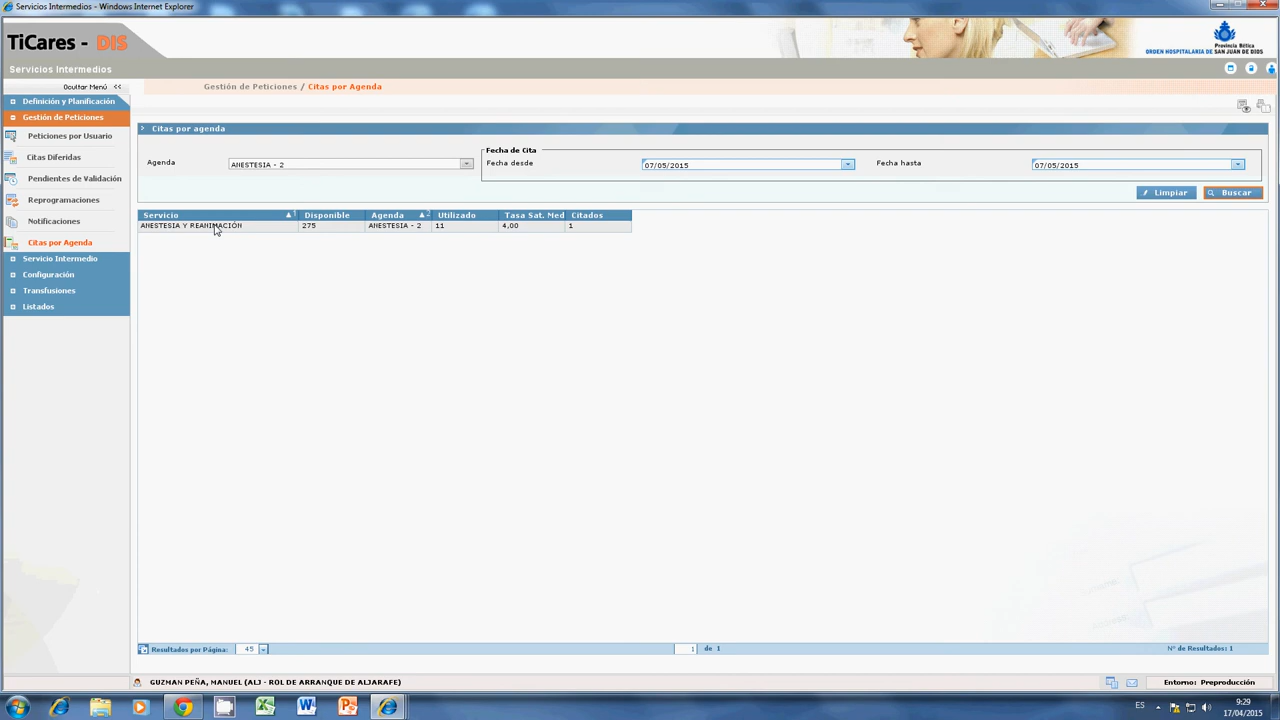 Servicios Intermedios - Windows Internet Explorer
TiCares - DIS
Provincia Bética
ORDEN HOSPITALARIA DE SAN JUAN DE DÍOS
Servicios Intermedios
Ocultar Menú <<
Gestión de Peticiones / Citas por Agenda
Definición y Planificación
Gestión de Peticiones
Peticiones por Usuario
Citas Diferidas
Pendientes de Validación
Reprogramaciones
Notificaciones
Citas por Agenda
Servicio Intermedio
Configuración
Transfusiones
Listados
Citas por agenda
Agenda ANESTESIA - 2
Fecha de Cita
Fecha desde 07/05/2015 Fecha hasta 07/05/2015
Limpiar Buscar
Servicio 1 Disponible Agenda 2 Utilizado Tasa Sat. Med Citados
ANESTESIA Y REANIMACIÓN 275 ANESTESIA - 2 11 4,00 1
Resultados por Página: 45 1 de 1 Nº de Resultados: 1
GUZMAN PEÑA, MANUEL (ALJ - ROL DE ARRANQUE DE ALJARAFE) Entorno: Preproducción
ES 9:29
17/04/2015